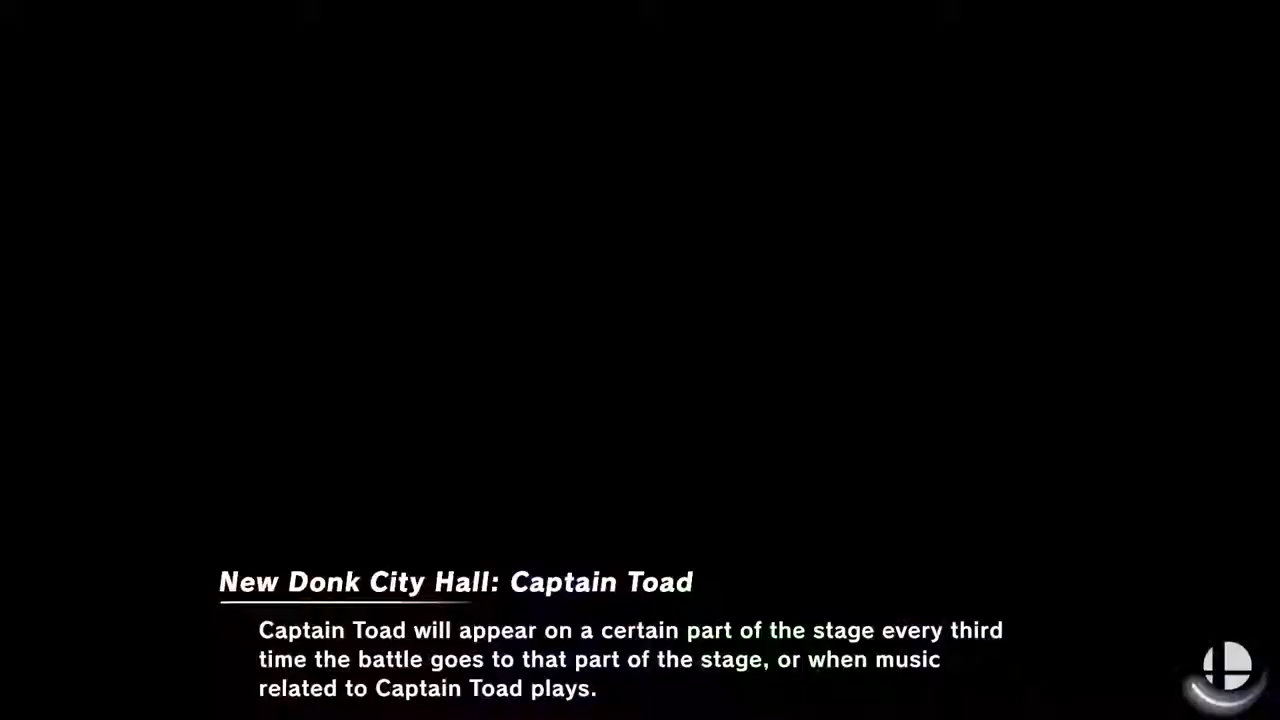 New Donk City Hall: Captain Toad
Captain Toad will appear on a certain part of the stage every third
time the battle goes to that part of the stage, or when music
related to Captain Toad plays.